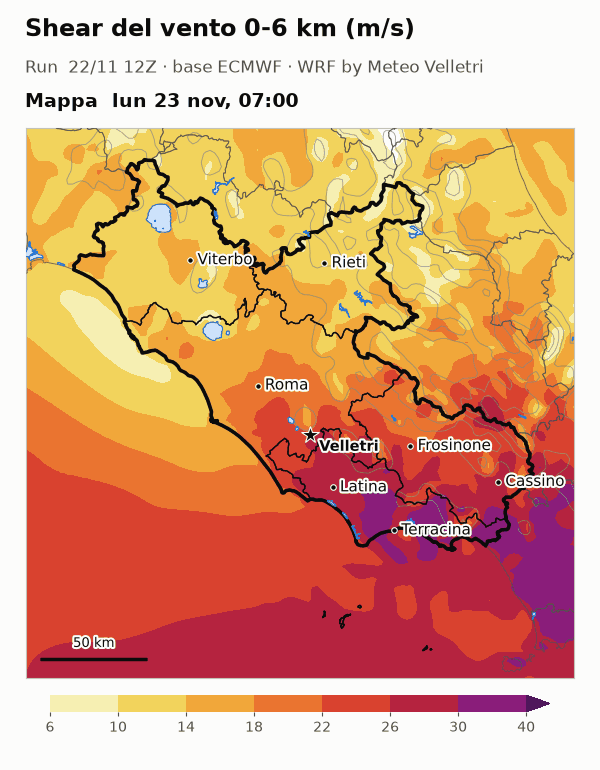 Shear del vento 0-6 km (m/s)
Run  22/11 12Z · base ECMWF · WRF by Meteo Velletri
Mappa  lun 23 nov, 07:00
Viterbo
Rieti
Roma
Velletri
Frosinone
Latina
Cassino
Terracina
50 km
6 10 14 18 22 26 30 40